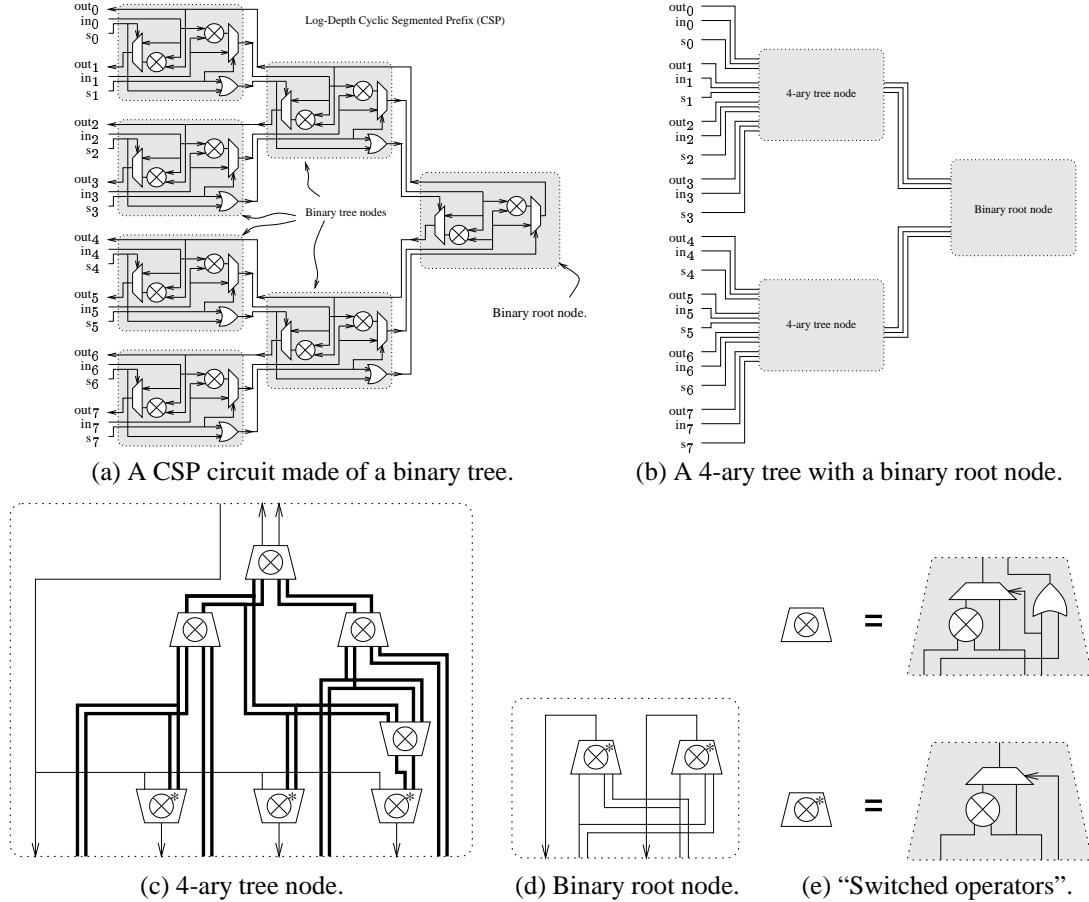 Log-Depth Cyclic Segmented Prefix (CSP)
out0
in0
s0
out1
in1
s1
out2
in2
s2
out3
in3
s3
out4
in4
s4
out5
in5
s5
out6
in6
s6
out7
in7
s7
Binary tree nodes
Binary root node.
(a) A CSP circuit made of a binary tree.
out0
in0
s0
out1
in1
s1
out2
in2
s2
out3
in3
s3
out4
in4
s4
out5
in5
s5
out6
in6
s6
out7
in7
s7
4-ary tree node
4-ary tree node
Binary root node
(b) A 4-ary tree with a binary root node.
* * *
(c) 4-ary tree node.
* *
(d) Binary root node.
=
* =
(e) “Switched operators”.